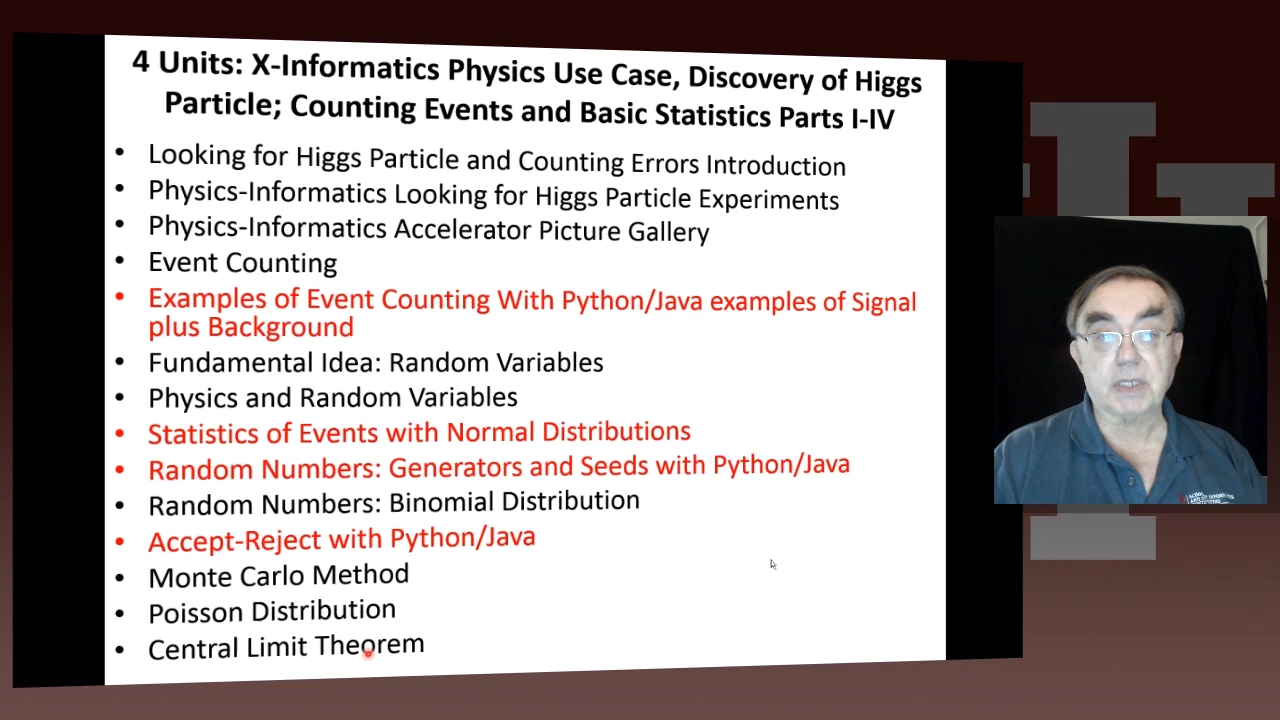 4 Units: X-Informatics Physics Use Case, Discovery of Higgs
Particle; Counting Events and Basic Statistics Parts I-IV
• Looking for Higgs Particle and Counting Errors Introduction
• Physics-Informatics Looking for Higgs Particle Experiments
• Physics-Informatics Accelerator Picture Gallery
• Event Counting
• Examples of Event Counting With Python/Java examples of Signal
plus Background
• Fundamental Idea: Random Variables
• Physics and Random Variables
• Statistics of Events with Normal Distributions
• Random Numbers: Generators and Seeds with Python/Java
• Random Numbers: Binomial Distribution
• Accept-Reject with Python/Java
• Monte Carlo Method
• Poisson Distribution
• Central Limit Theorem